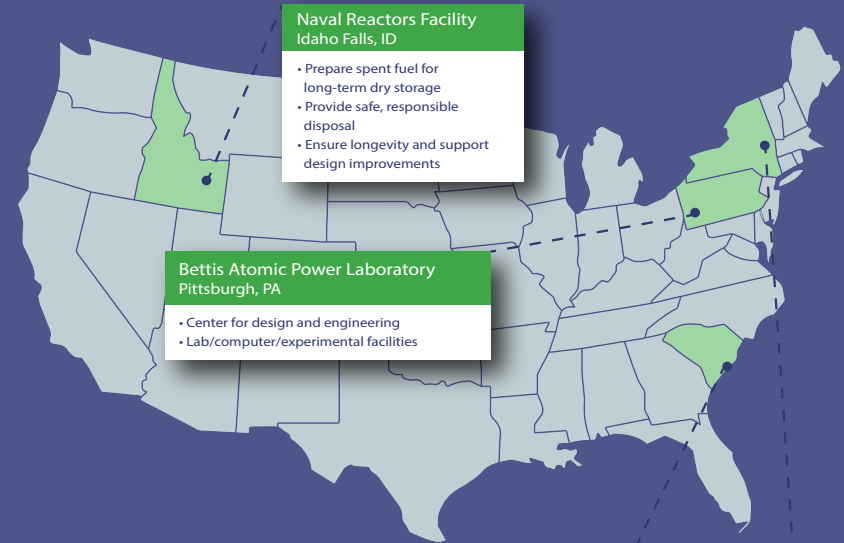 Naval Reactors Facility
Idaho Falls, ID
• Prepare spent fuel for
long-term dry storage
• Provide safe, responsible
disposal
• Ensure longevity and support
design improvements
Bettis Atomic Power Laboratory
Pittsburgh, PA
• Center for design and engineering
• Lab/computer/experimental facilities